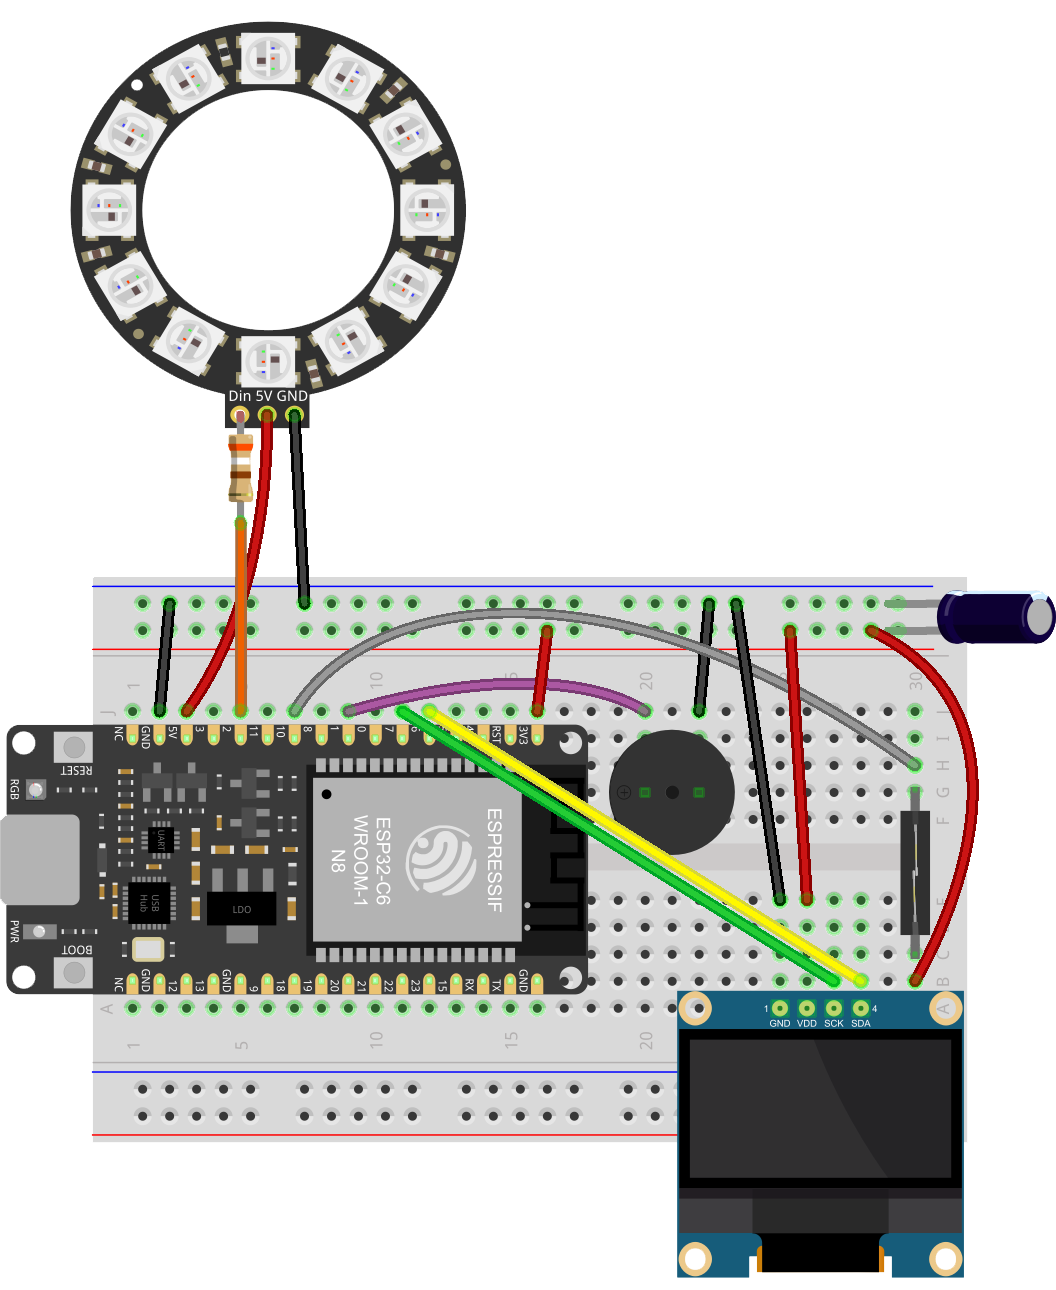 Din 5V GND
1
10
5
20
30
J
J
I
I
H
G
F
NC
GND
5V
3
2
11
10
8
1
0
7
6
RST
3V3
RESET
RGB
UART
USB
Hub
LDO
PWR
BOOT
ESP32-C6
WROOM-1
N8
ESPRESSIF
E
C
B
A
NC
GND
12
13
GND
9
18
19
20
21
22
23
15
RX
TX
GND
A
1
5
10
15
20
1
4
GND VDD SCK SDA